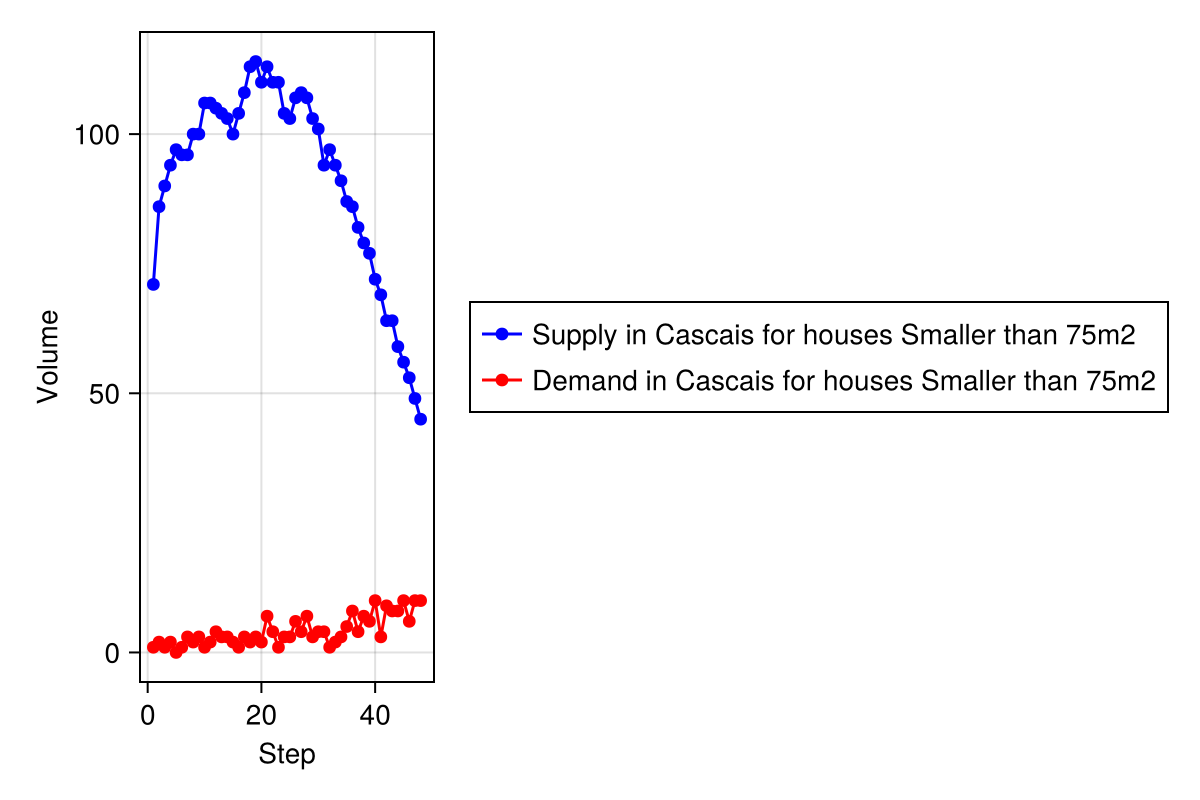 100
50
0
Volume
0 20 40
Step
Supply in Cascais for houses Smaller than 75m2
Demand in Cascais for houses Smaller than 75m2